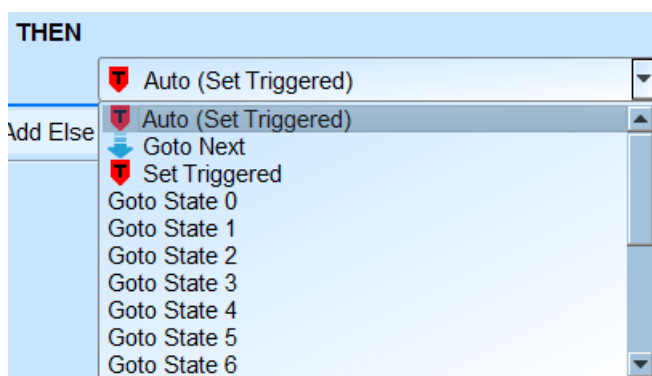 THEN
T Auto (Set Triggered)
Add Else
T Auto (Set Triggered)
Goto Next
T Set Triggered
Goto State 0
Goto State 1
Goto State 2
Goto State 3
Goto State 4
Goto State 5
Goto State 6